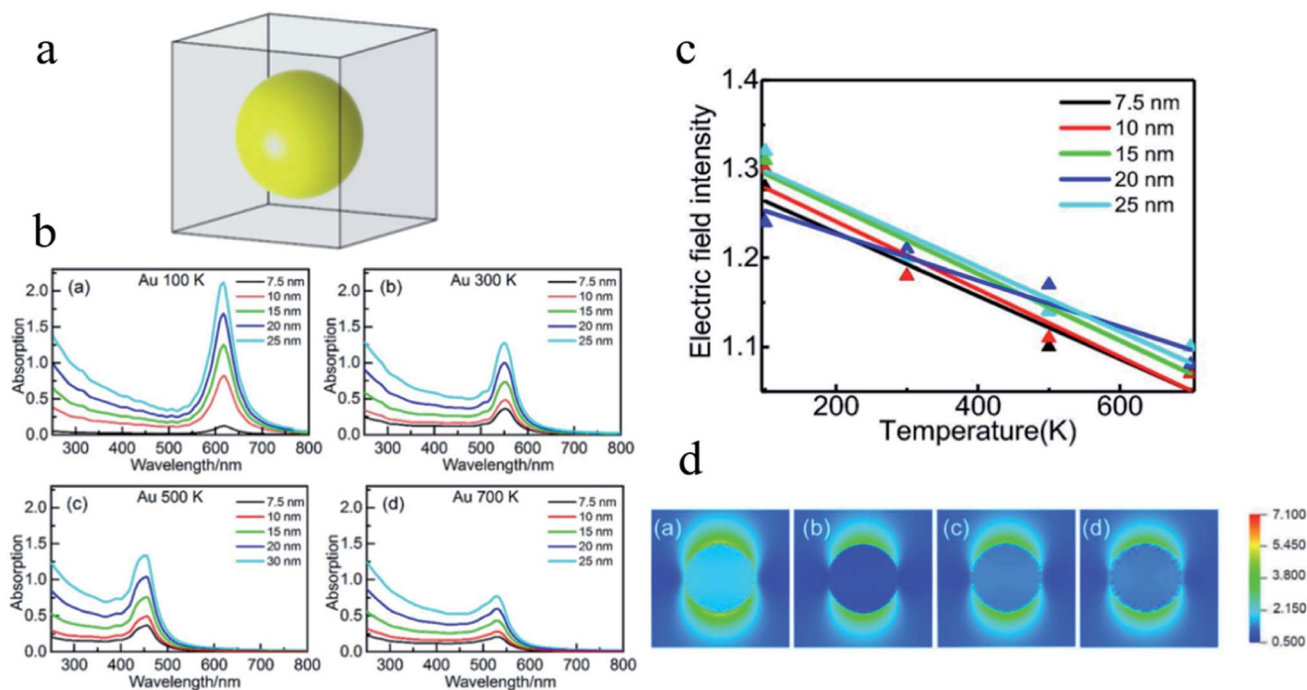 a
b
(a) Au 100 K
7.5 nm
10 nm
15 nm
20 nm
25 nm
Absorption
2.0
1.5
1.0
0.5
0.0
300 400 500 600 700 800
Wavelength/nm
(b) Au 300 K
7.5 nm
10 nm
15 nm
20 nm
25 nm
Absorption
2.0
1.5
1.0
0.5
0.0
300 400 500 600 700 800
Wavelength/nm
(c) Au 500 K
7.5 nm
10 nm
15 nm
20 nm
30 nm
Absorption
2.0
1.5
1.0
0.5
0.0
300 400 500 600 700 800
Wavelength/nm
(d) Au 700 K
7.5 nm
10 nm
15 nm
20 nm
25 nm
Absorption
2.0
1.5
1.0
0.5
0.0
300 400 500 600 700 800
Wavelength/nm
c
Electric field intensity
1.4
1.3
1.2
1.1
7.5 nm
10 nm
15 nm
20 nm
25 nm
200 400 600
Temperature(K)
d
(a) (b) (c) (d)
7.100
5.450
3.800
2.150
0.500